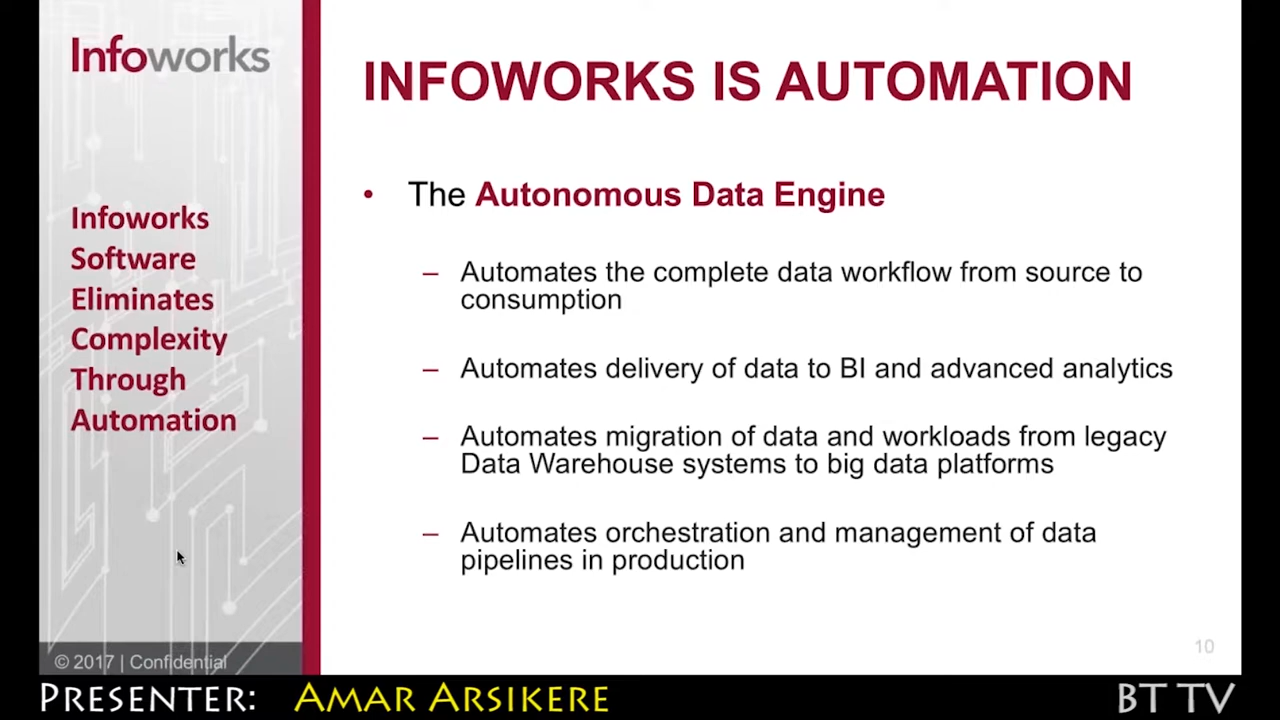 Infoworks
Infoworks
Software
Eliminates
Complexity
Through
Automation
© 2017 | Confidential
INFOWORKS IS AUTOMATION
• The Autonomous Data Engine
– Automates the complete data workflow from source to
consumption
– Automates delivery of data to BI and advanced analytics
– Automates migration of data and workloads from legacy
Data Warehouse systems to big data platforms
– Automates orchestration and management of data
pipelines in production
10
PRESENTER: AMAR ARSIKERE
BT TV